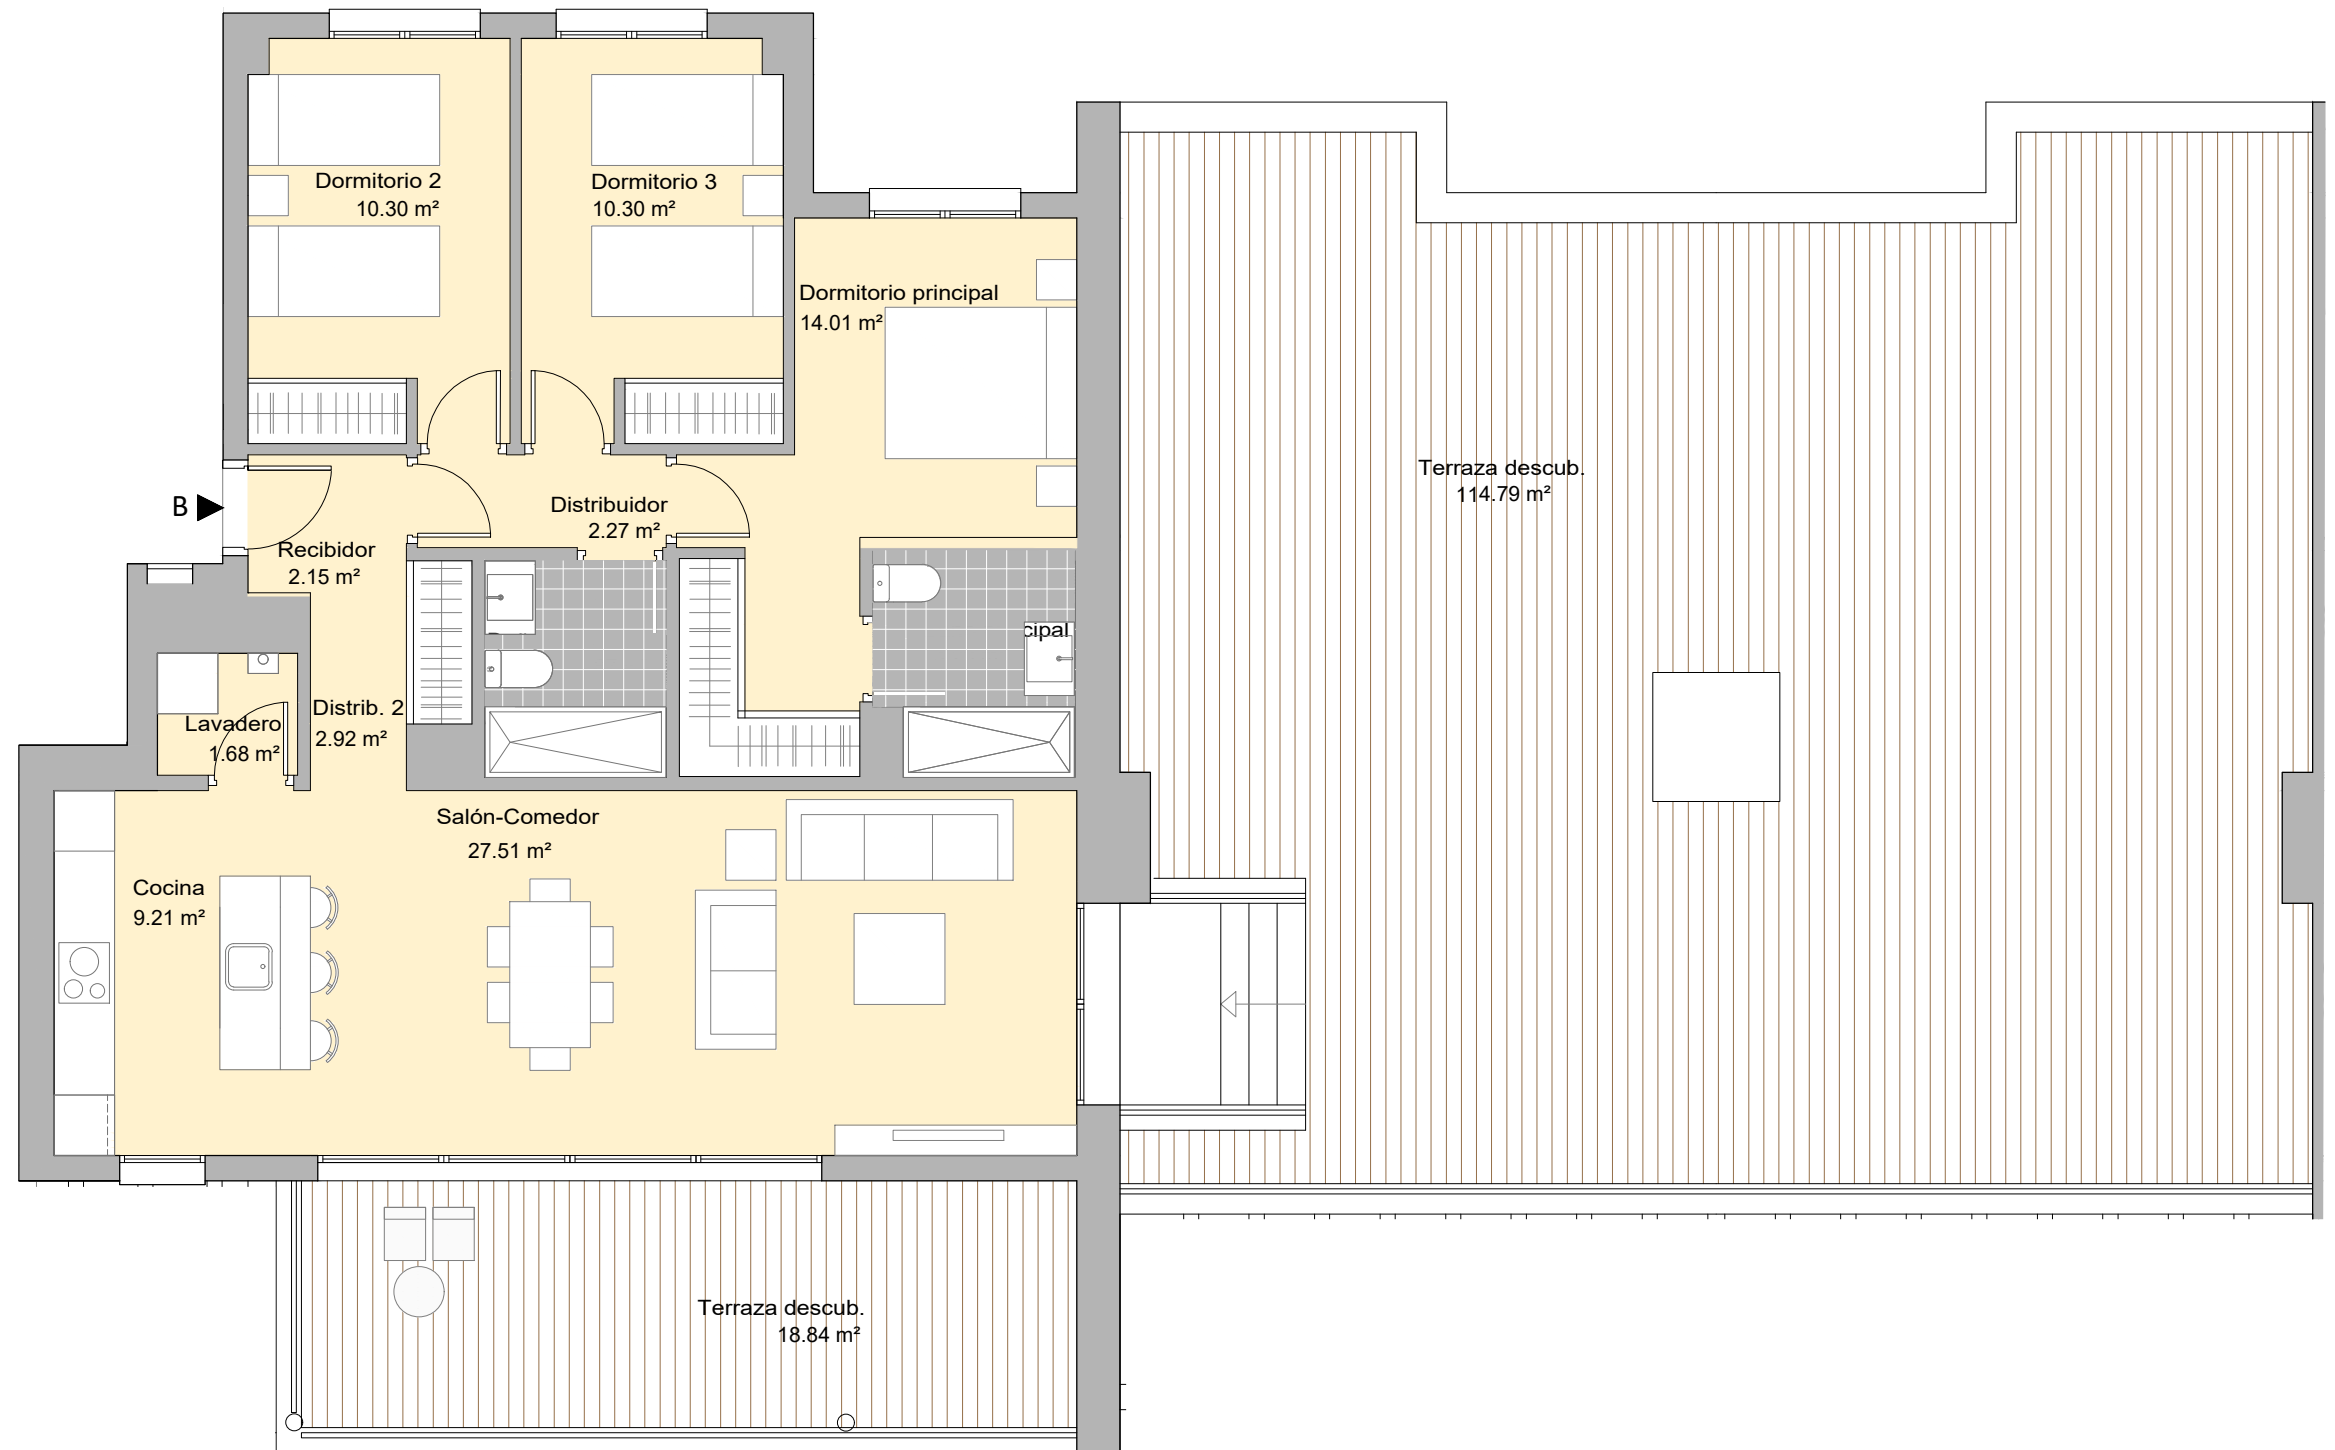 Dormitorio 2
10.30 m²
Dormitorio 3
10.30 m²
Dormitorio principal
14.01 m²
Terraza descub.
114.79 m²
B
Distribuidor
2.27 m²
Recibidor
2.15 m²
cipal
Distrib. 2
2.92 m²
Lavadero
1.68 m²
Salón-Comedor
27.51 m²
Cocina
9.21 m²
Terraza descub.
18.84 m²